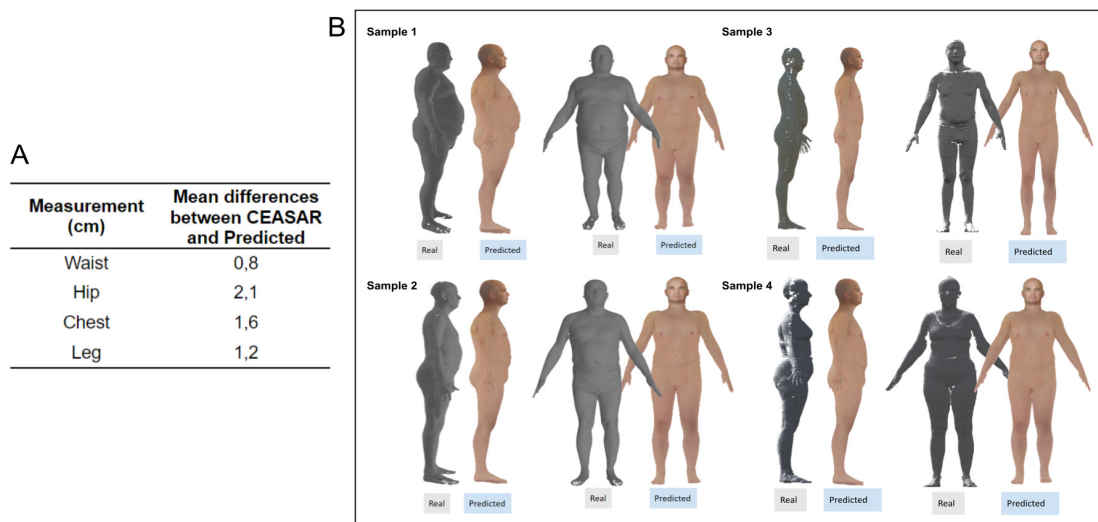 A
Measurement
(cm)
Mean differences
between CEASAR
and Predicted
Waist 0,8
Hip 2,1
Chest 1,6
Leg 1,2
B
Sample 1
Real
Predicted
Real
Predicted
Sample 3
Real
Predicted
Real
Predicted
Sample 2
Real
Predicted
Real
Predicted
Sample 4
Real
Predicted
Real
Predicted